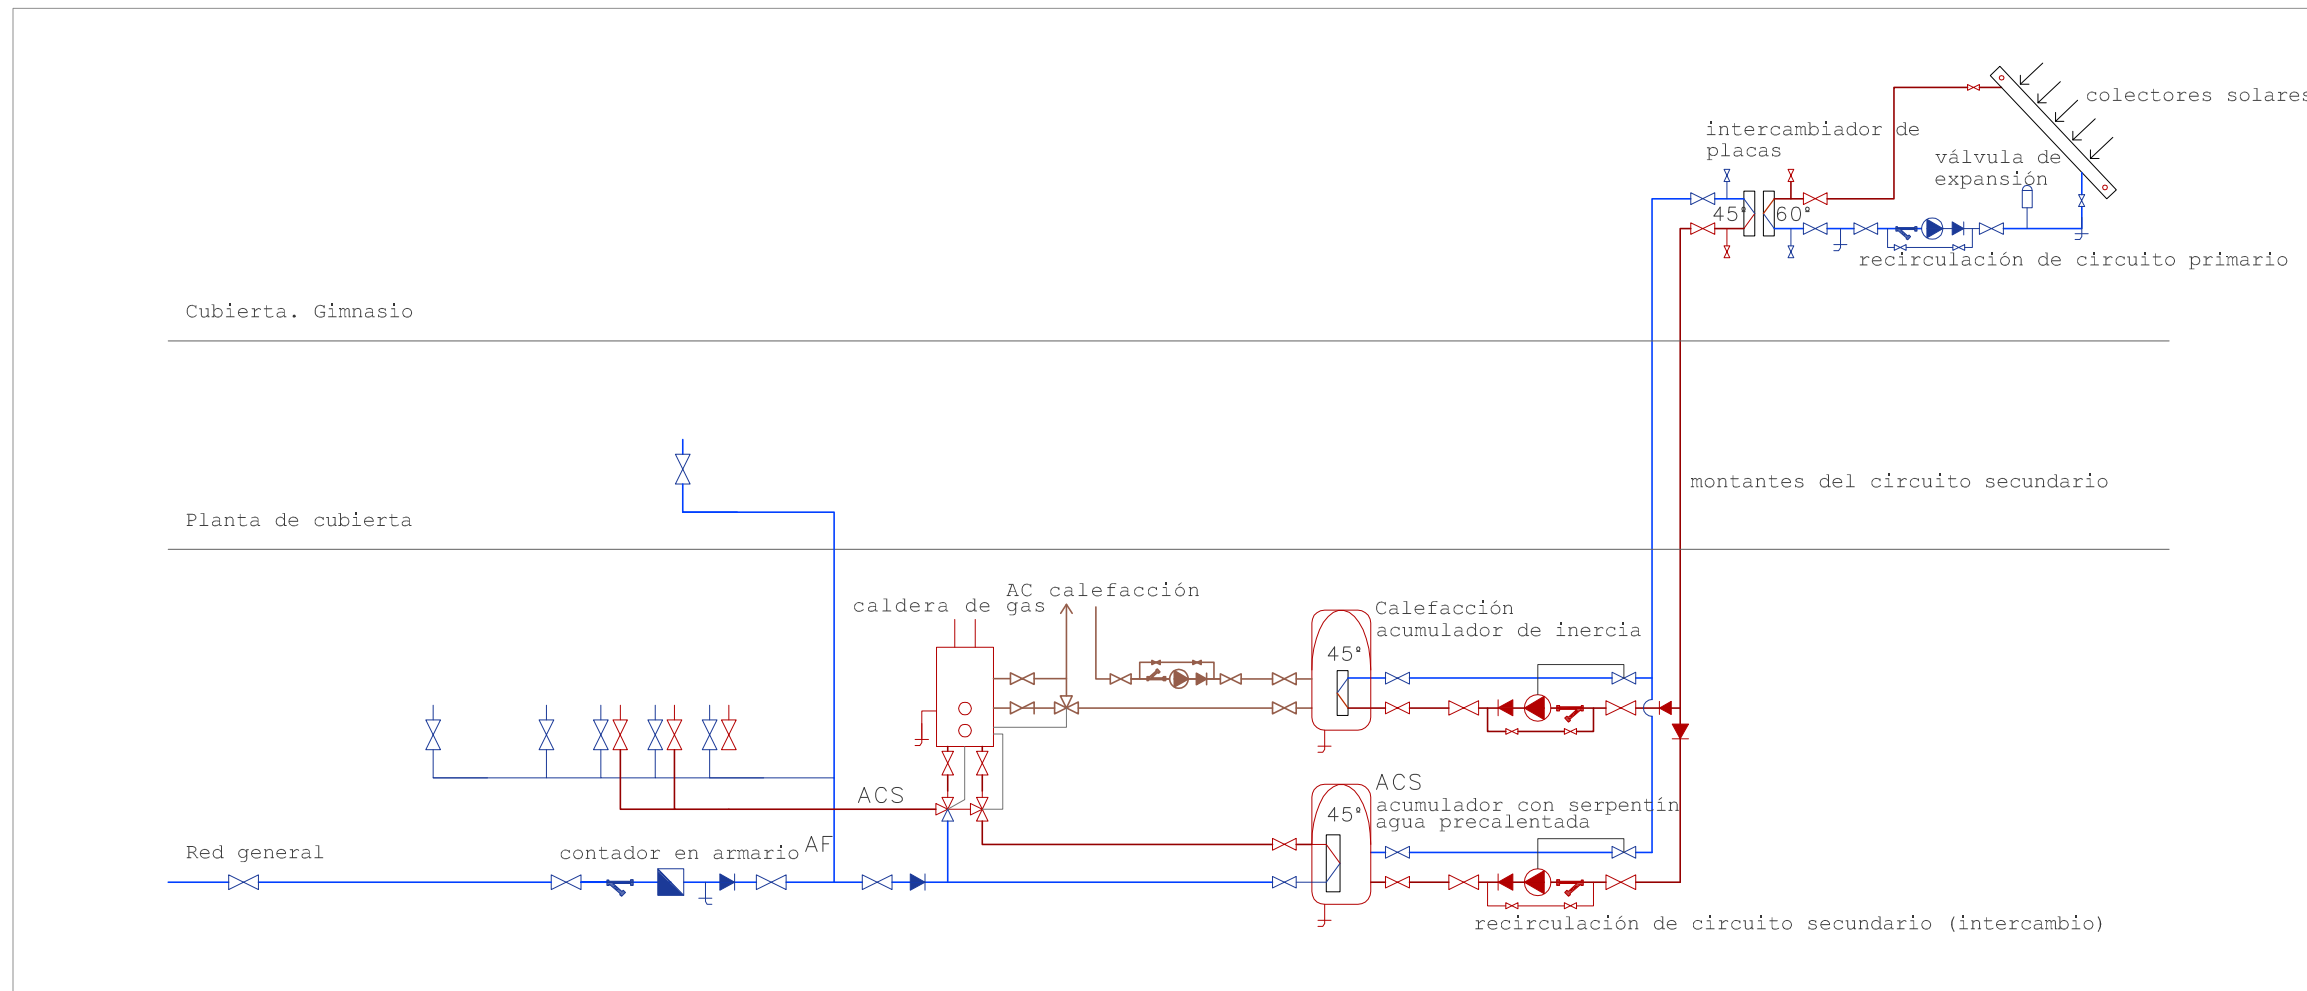 colectores solares
intercambiador de
placas
válvula de
expansión
45º
60º
recirculación de circuito primario
Cubierta. Gimnasio
montantes del circuito secundario
Planta de cubierta
AC calefacción
caldera de gas
Calefacción
acumulador de inercia
45º
ACS
ACS
acumulador con serpentín
agua precalentada
45º
AF
Red general
contador en armario
recirculación de circuito secundario (intercambio)